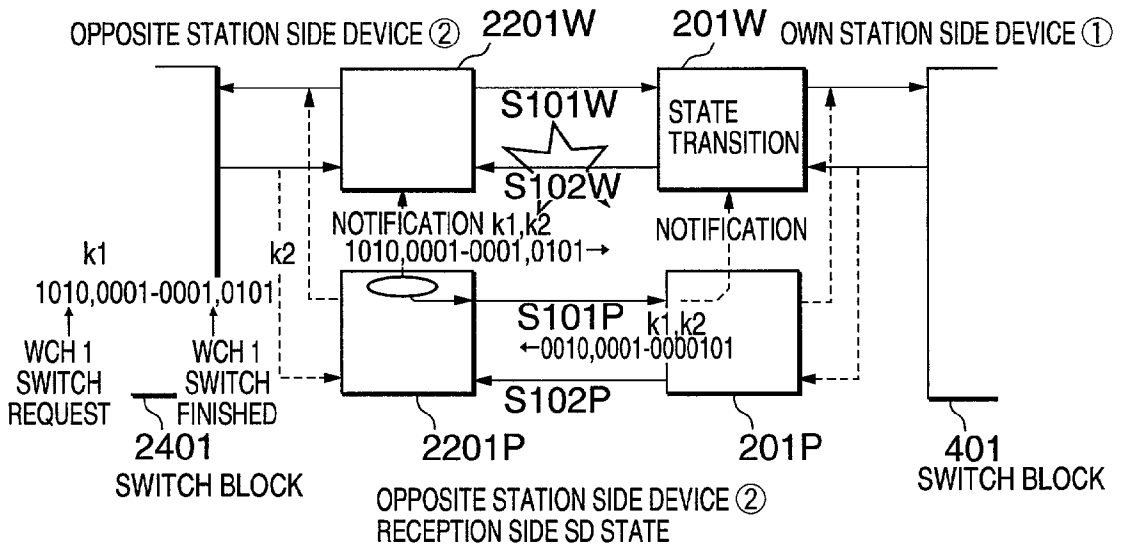 OPPOSITE STATION SIDE DEVICE ②
2201W
201W
OWN STATION SIDE DEVICE ①
S101W
STATE
TRANSITION
S102W
NOTIFICATION k1,k2
1010,0001-0001,0101→
NOTIFICATION
k1
k2
1010,0001-0001,0101
S101P
k1,k2
←0010,0001-0000101
WCH 1
SWITCH
REQUEST
WCH 1
SWITCH
FINISHED
S102P
2401
SWITCH BLOCK
2201P
201P
401
SWITCH BLOCK
OPPOSITE STATION SIDE DEVICE ②
RECEPTION SIDE SD STATE